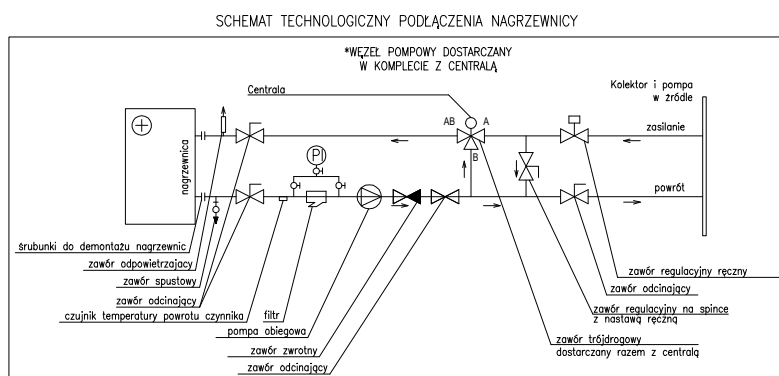 SCHEMAT TECHNOLOGICZNY PODŁĄCZENIA NAGRZEWNICY
*WĘZEŁ POMPOWY DOSTARCZANY
W KOMPLECIE Z CENTRALĄ
Kolektor i pompa
w źródle
Centrala
AB
A
B
zasilanie
nagrzewnica
PI
powrót
śrubunki do demontażu nagrzewnic
zawór odpowietrzajacy
zawór spustowy
zawór odcinający
czujnik temperatury powrotu czynnika
filtr
pompa obiegowa
zawór zwrotny
zawór odcinający
zawór regulacyjny ręczny
zawór odcinający
zawór regulacyjny na spince
z nastawą ręczną
zawór trójdrogowy
dostarczany razem z centralą